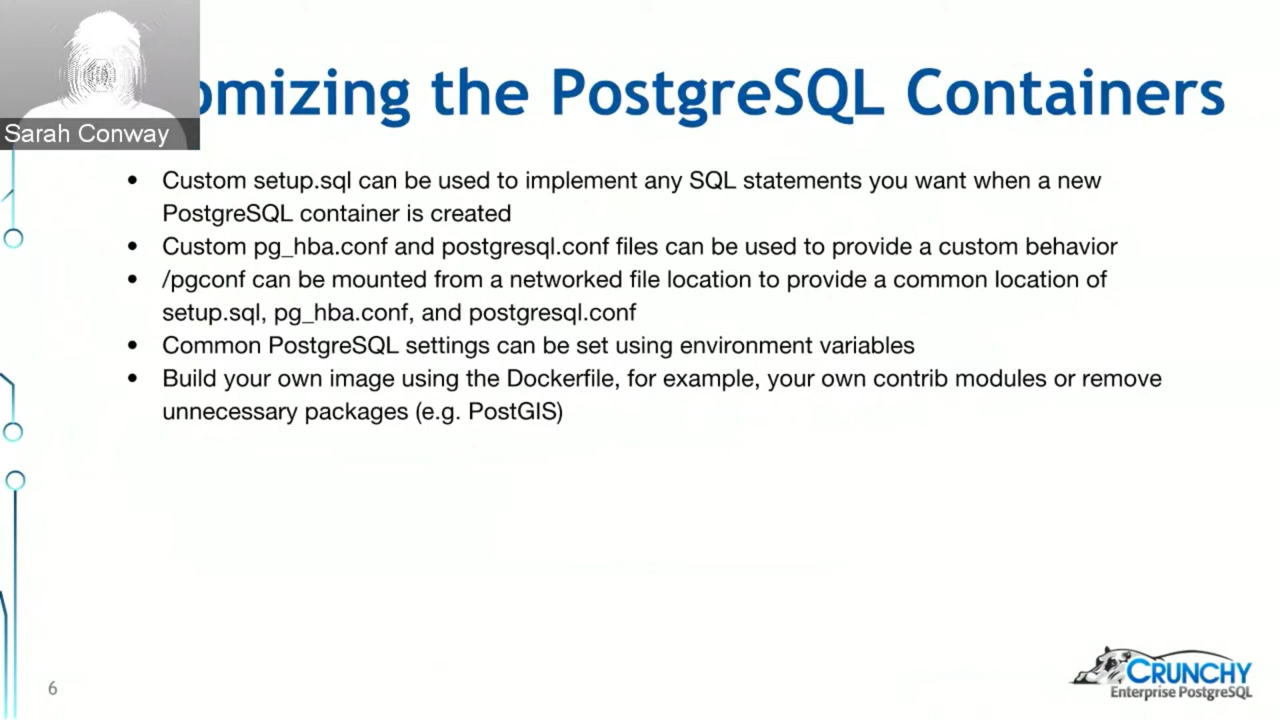 Sarah Conway
omizing the PostgreSQL Containers
• Custom setup.sql can be used to implement any SQL statements you want when a new
PostgreSQL container is created
• Custom pg_hba.conf and postgresql.conf files can be used to provide a custom behavior
• /pgconf can be mounted from a networked file location to provide a common location of
setup.sql, pg_hba.conf, and postgresql.conf
• Common PostgreSQL settings can be set using environment variables
• Build your own image using the Dockerfile, for example, your own contrib modules or remove
unnecessary packages (e.g. PostGIS)
6
CRUNCHY
Enterprise PostgreSQL